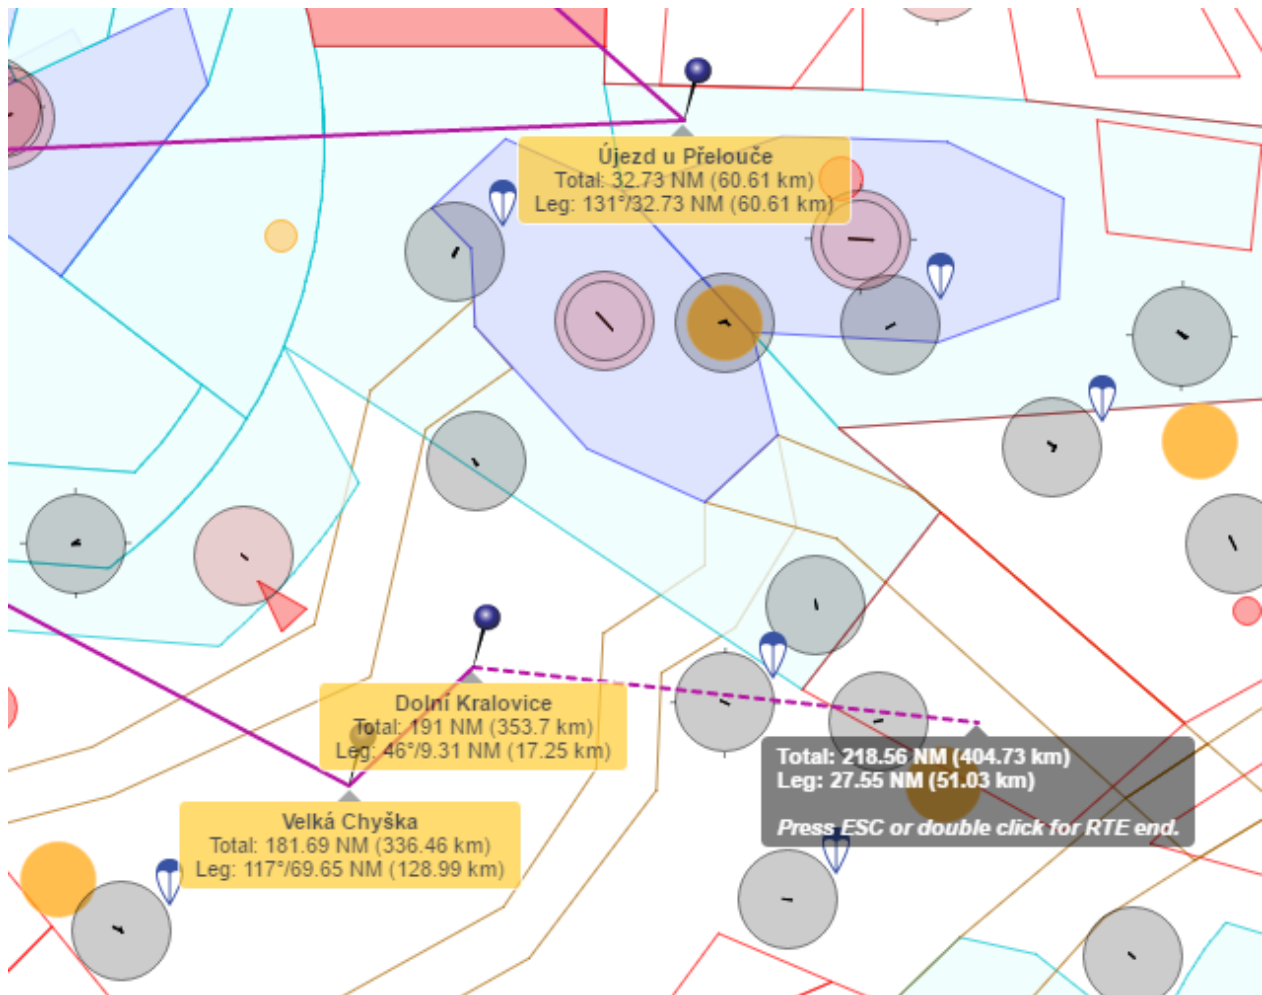 Újezd u Přelouče
Total: 32.73 NM (60.61 km)
Leg: 131°/32.73 NM (60.61 km)
Dolní Kralovice
Total: 191 NM (353.7 km)
Leg: 46°/9.31 NM (17.25 km)
Total: 218.56 NM (404.73 km)
Leg: 27.55 NM (51.03 km)
Press ESC or double click for RTE end.
Velká Chyška
Total: 181.69 NM (336.46 km)
Leg: 117°/69.65 NM (128.99 km)